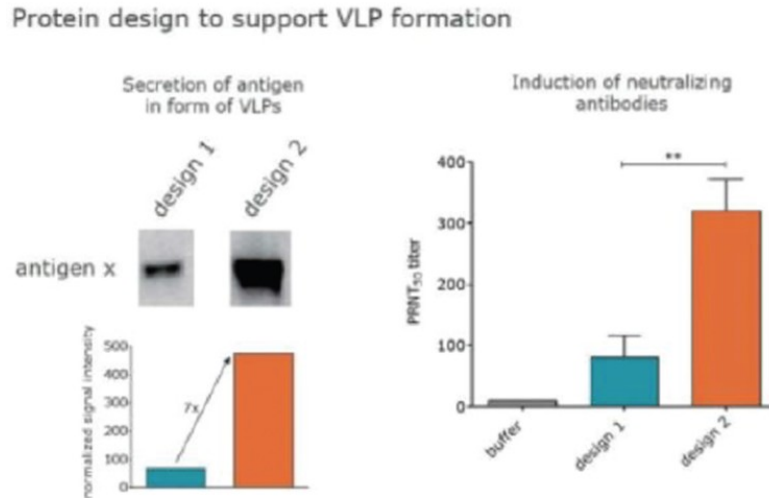 Protein design to support VLP formation
Secretion of antigen
in form of VLPs
design 1
design 2
antigen x
normalized signal intensity
500
400
300
200
100
0
7x
Induction of neutralizing
antibodies
**
PRNT₅₀ titer
400
300
200
100
0
buffer
design 1
design 2